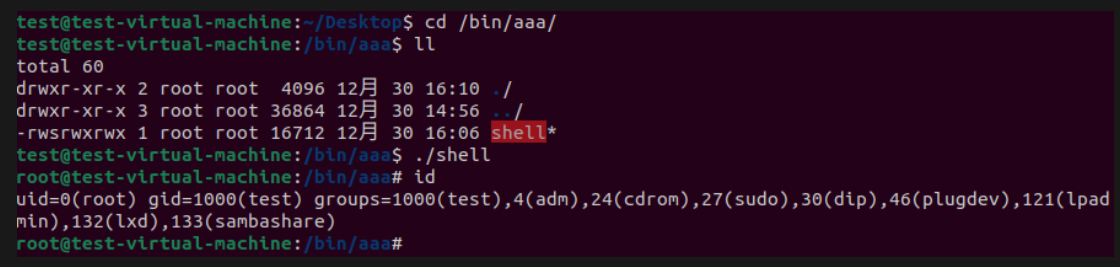 test@test-virtual-machine:~/Desktop$ cd /bin/aaa/
test@test-virtual-machine:/bin/aaa$ ll
total 60
drwxr-xr-x 2 root root  4096 12月 30 16:10 ./
drwxr-xr-x 3 root root 36864 12月 30 14:56 ../
-rwsrwxrwx 1 root root 16712 12月 30 16:06 shell*
test@test-virtual-machine:/bin/aaa$ ./shell
root@test-virtual-machine:/bin/aaa# id
uid=0(root) gid=1000(test) groups=1000(test),4(adm),24(cdrom),27(sudo),30(dip),46(plugdev),121(lpad
min),132(lxd),133(sambashare)
root@test-virtual-machine:/bin/aaa#